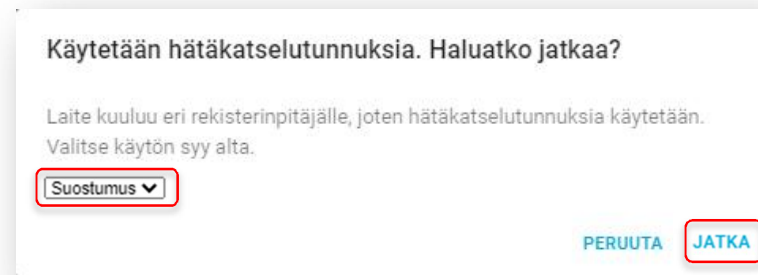 Käytetään hätäkatselutunnuksia. Haluatko jatkaa?
Laite kuuluu eri rekisterinpitäjälle, joten hätäkatselutunnuksia käytetään.
Valitse käytön syy alta.
Suostumus
PERUUTA JATKA